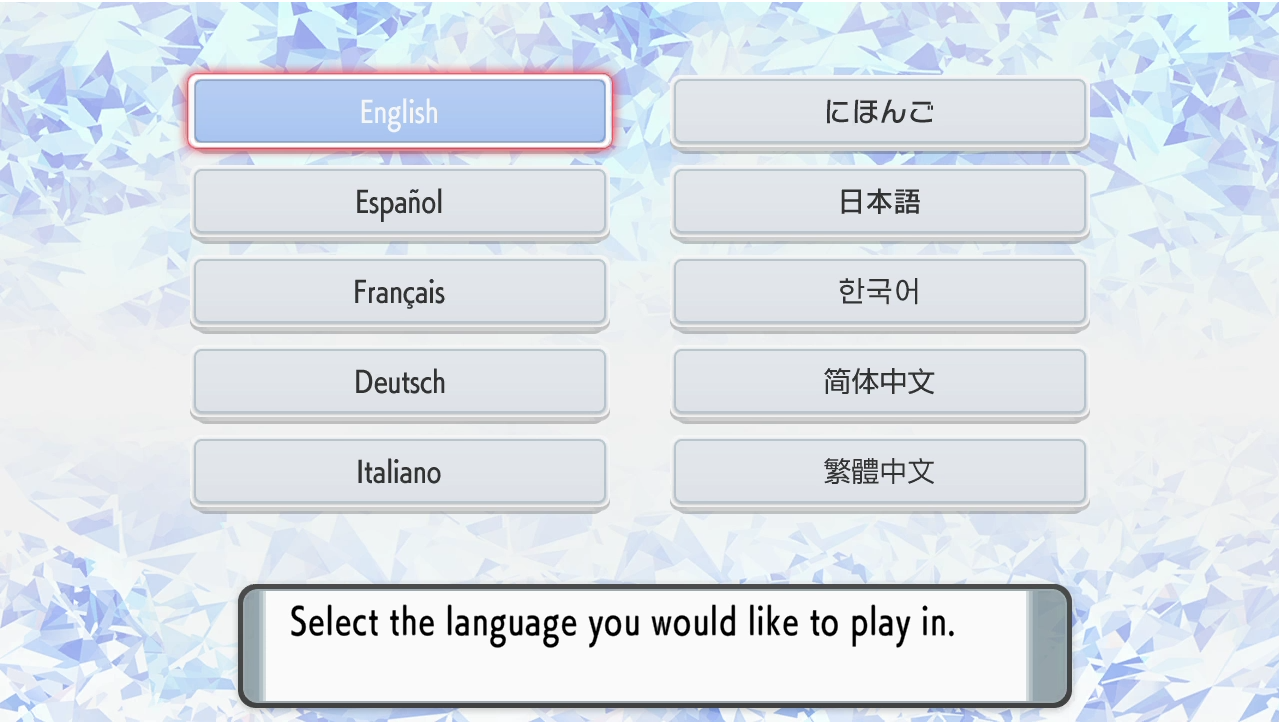 English
Español
Français
Deutsch
Italiano
にほんご
日本語
한국어
简体中文
繁體中文
Select the language you would like to play in.